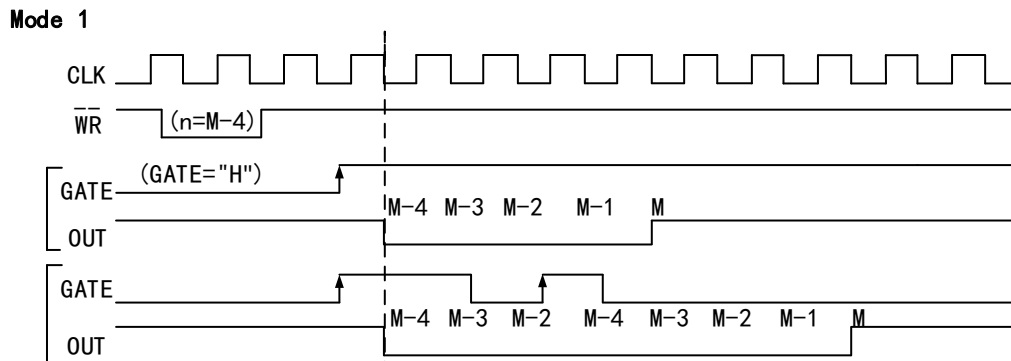 Mode 1
CLK
WR (n=M-4)
(GATE="H")
GATE
M-4 M-3 M-2 M-1 M
OUT
GATE
M-4 M-3 M-2 M-4 M-3 M-2 M-1 M
OUT